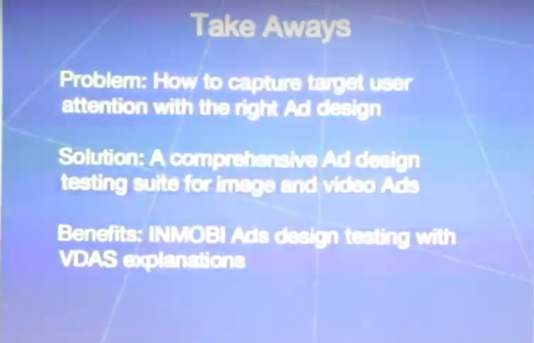 Take Aways
Problem: How to capture target user
attention with the right Ad design
Solution: A comprehensive Ad design
testing suite for image and video Ads
Benefits: INMOBI Ads design testing with
VDAS explanations